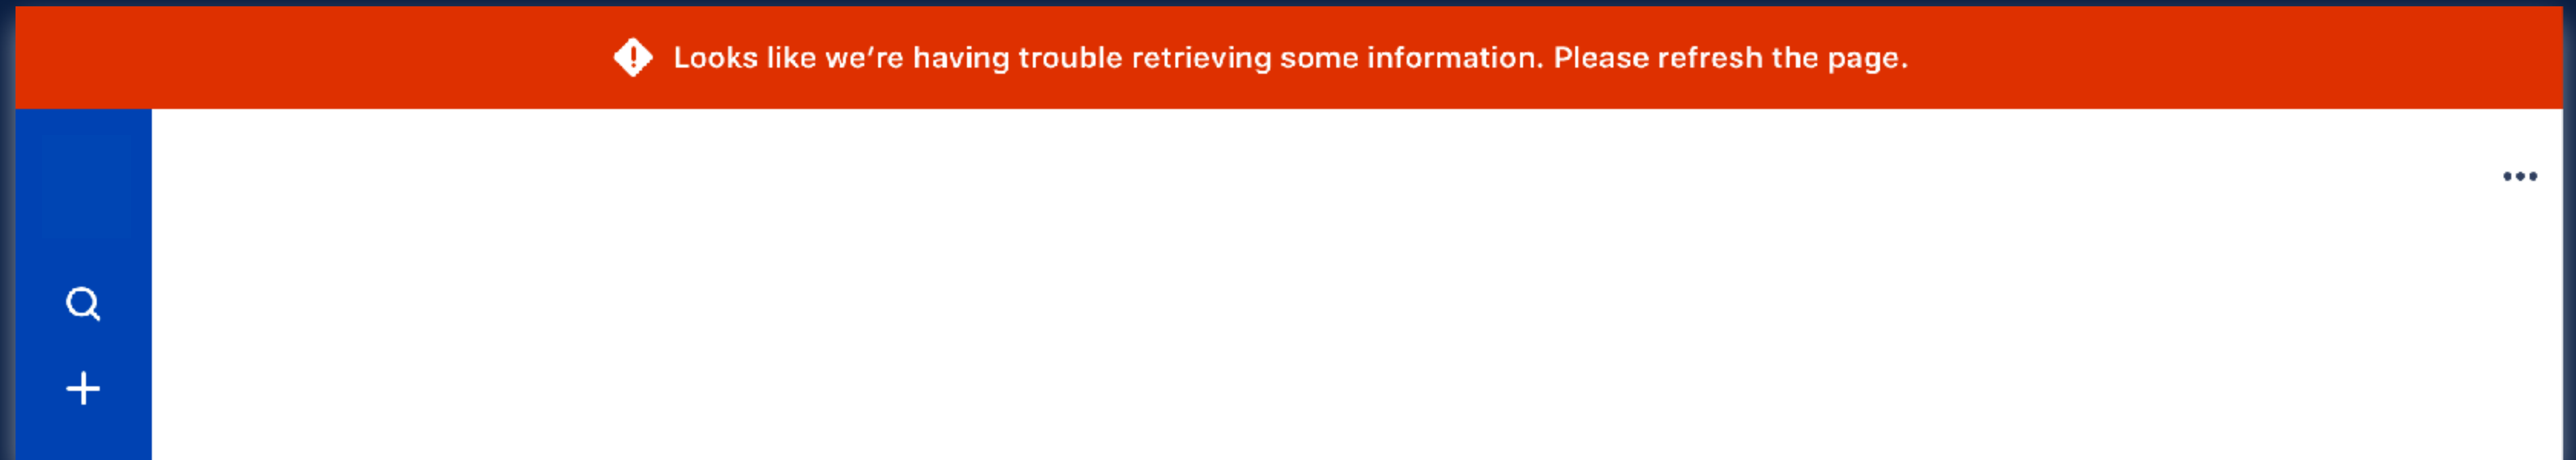 Looks like we’re having trouble retrieving some information. Please refresh the page.